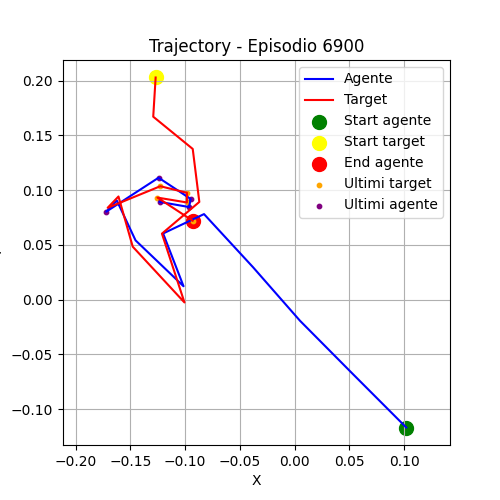 Trajectory - Episodio 6900
0.20
0.15
0.10
0.05
0.00
−0.05
−0.10
Agente
Target
Start agente
Start target
End agente
Ultimi target
Ultimi agente
−0.20 −0.15 −0.10 −0.05 0.00 0.05 0.10
X